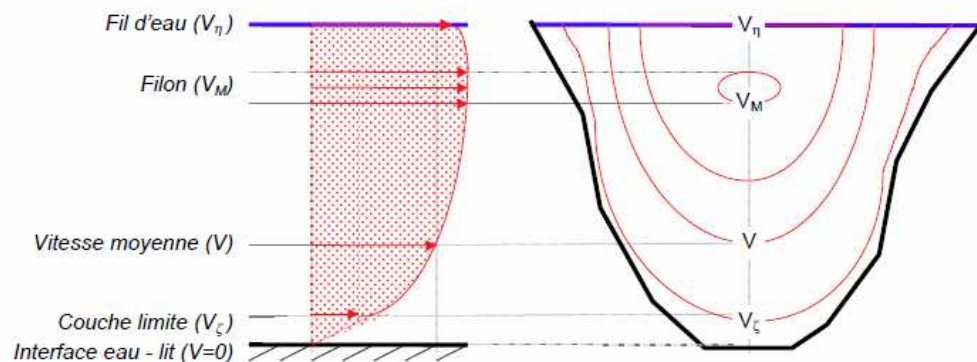 Fil d'eau (Vη)
Filon (VM)
Vitesse moyenne (V)
Couche limite (Vζ)
Interface eau - lit (V=0)
Vη
VM
V
Vζ